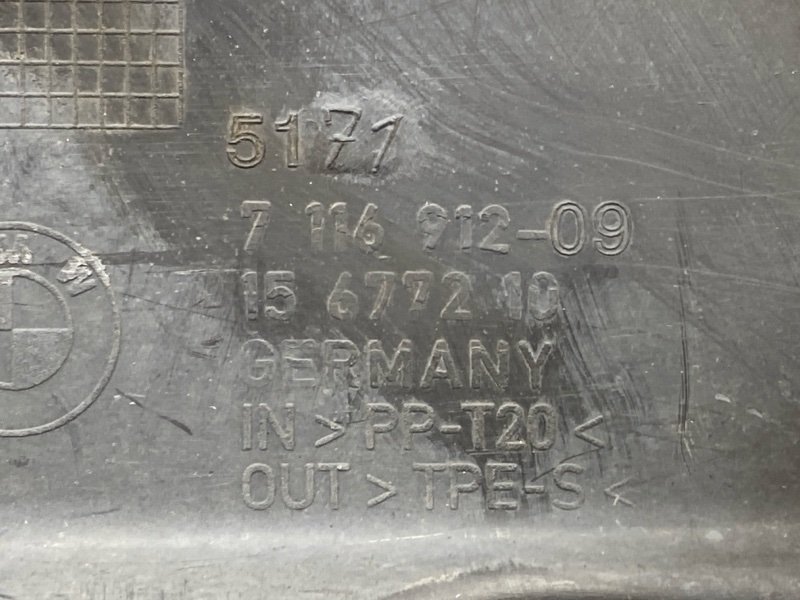 5171
7 116 912-09
15 6772 10
GERMANY
IN >PP-T20<
OUT >TPE-S<